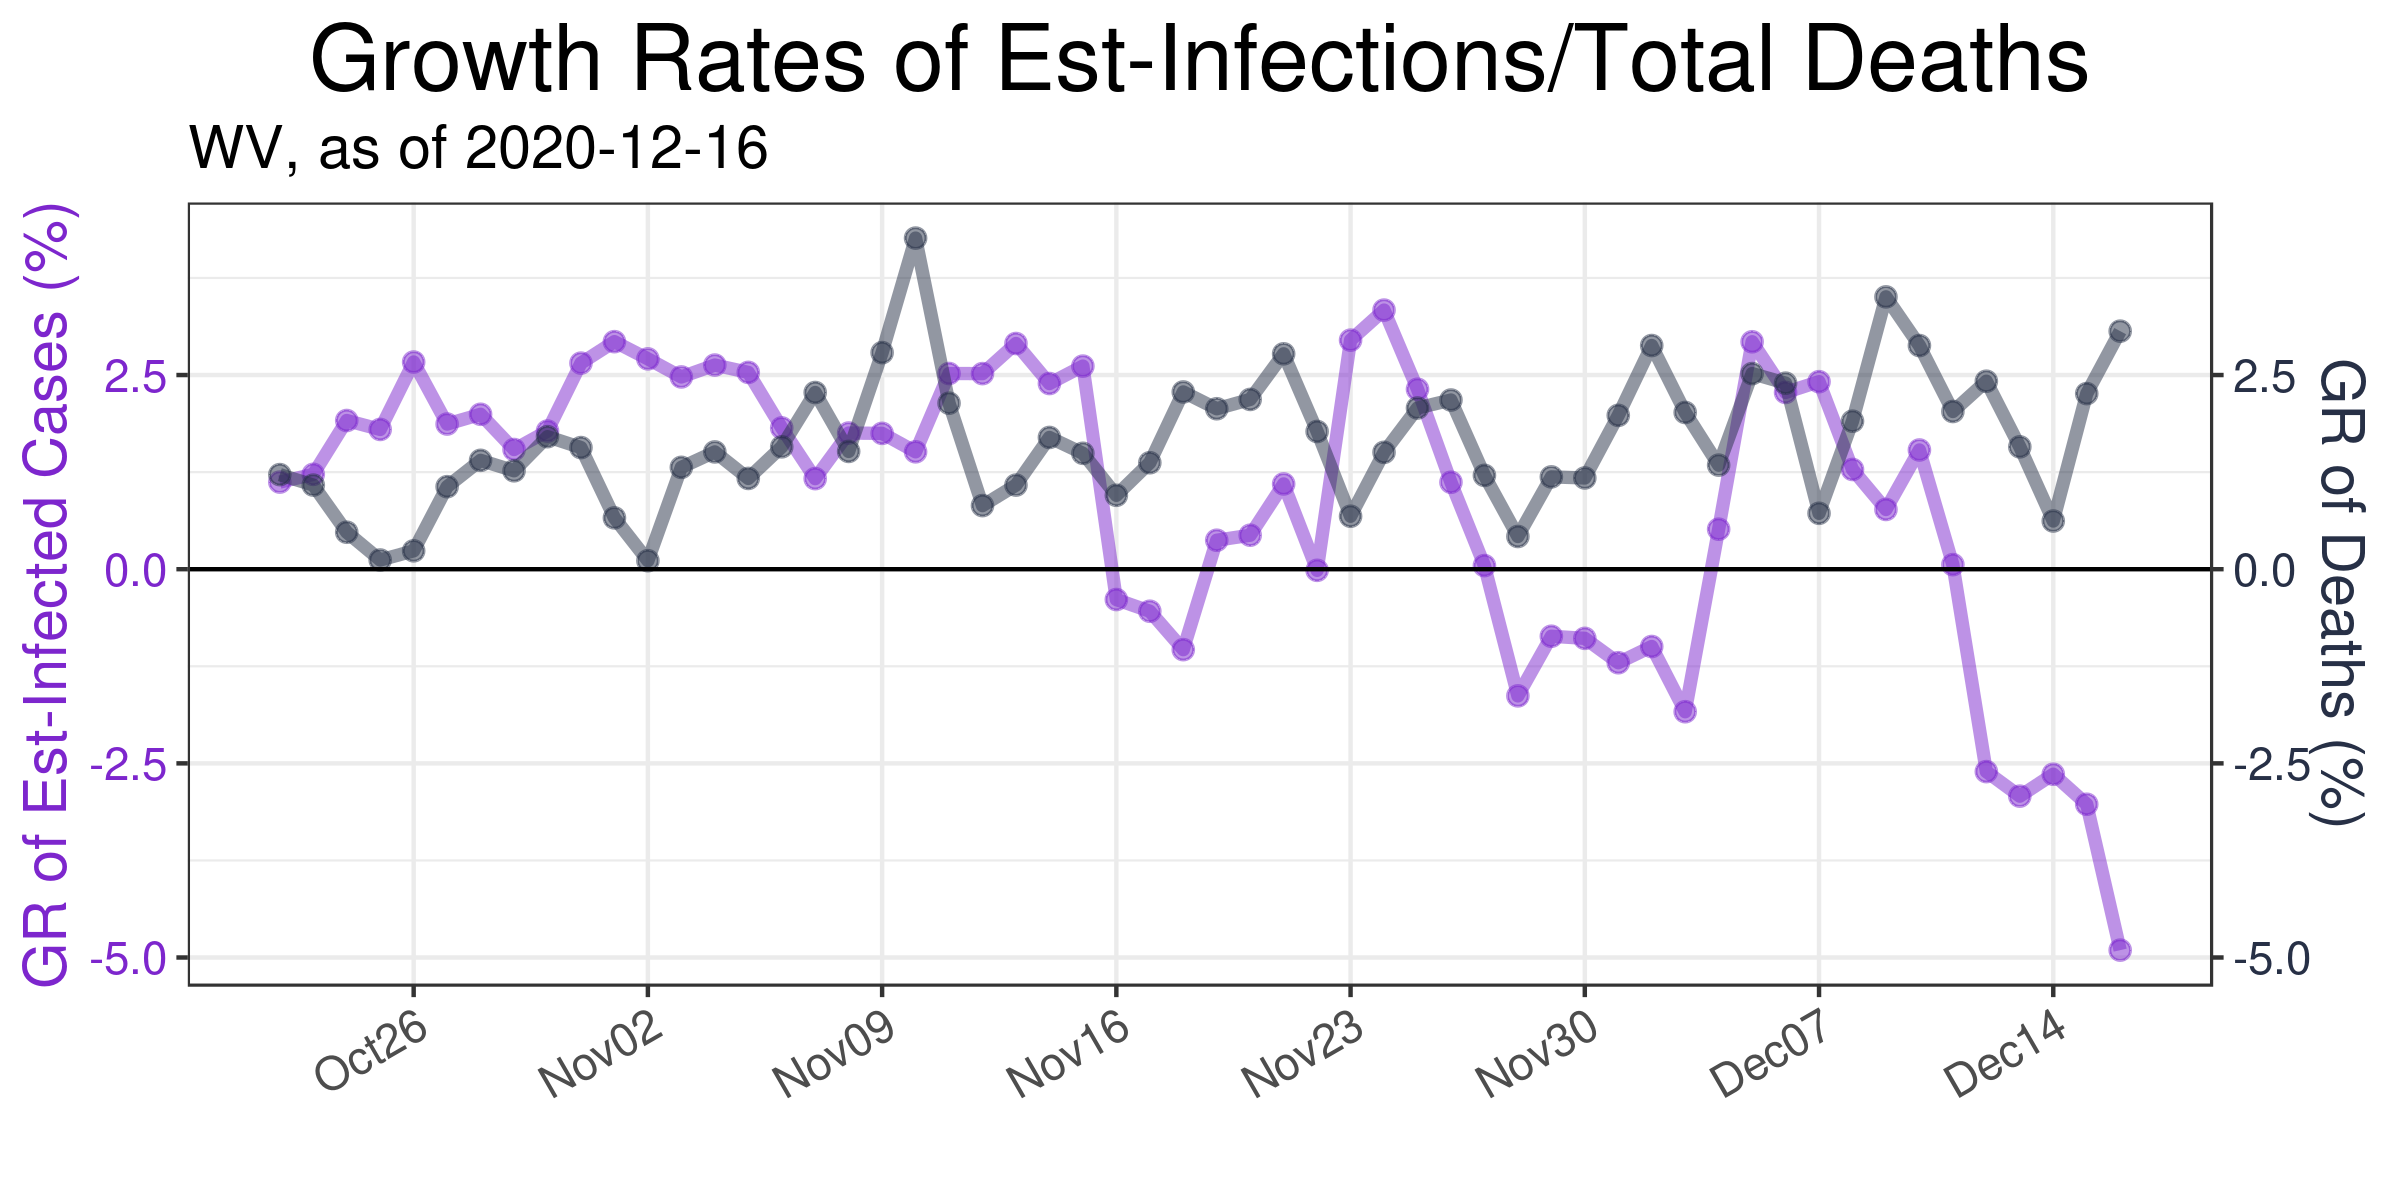 Growth Rates of Est-Infections/Total Deaths
WV, as of 2020-12-16
GR of Est-Infected Cases (%)
2.5
0.0
-2.5
-5.0
2.5
0.0
-2.5
-5.0
GR of Deaths (%)
Oct26
Nov02
Nov09
Nov16
Nov23
Nov30
Dec07
Dec14